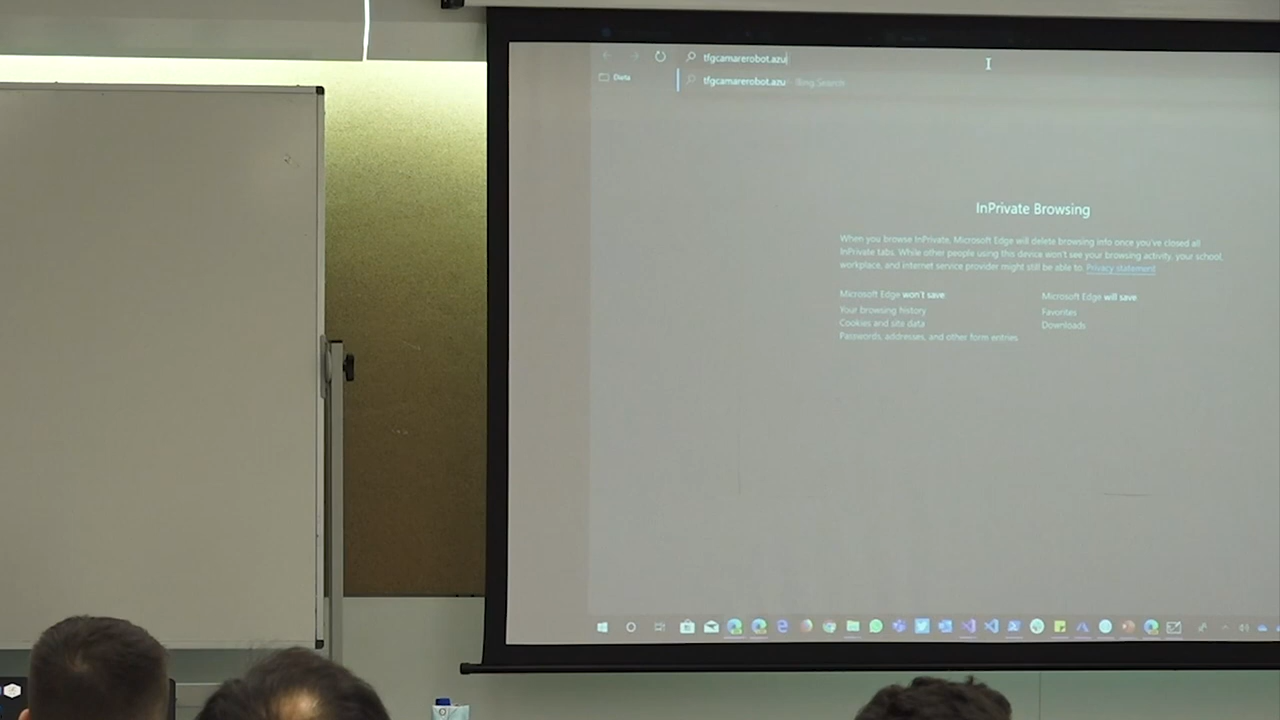 tfgcamarerobot.azu
Dieta
tfgcamarerobot.azu - Bing Search
InPrivate Browsing
When you browse InPrivate, Microsoft Edge will delete browsing info once you've closed all
InPrivate tabs. While other people using this device won't see your browsing activity, your school,
workplace, and internet service provider might still be able to. Privacy statement
Microsoft Edge won't save
Your browsing history
Cookies and site data
Passwords, addresses, and other form entries
Microsoft Edge will save
Favorites
Downloads